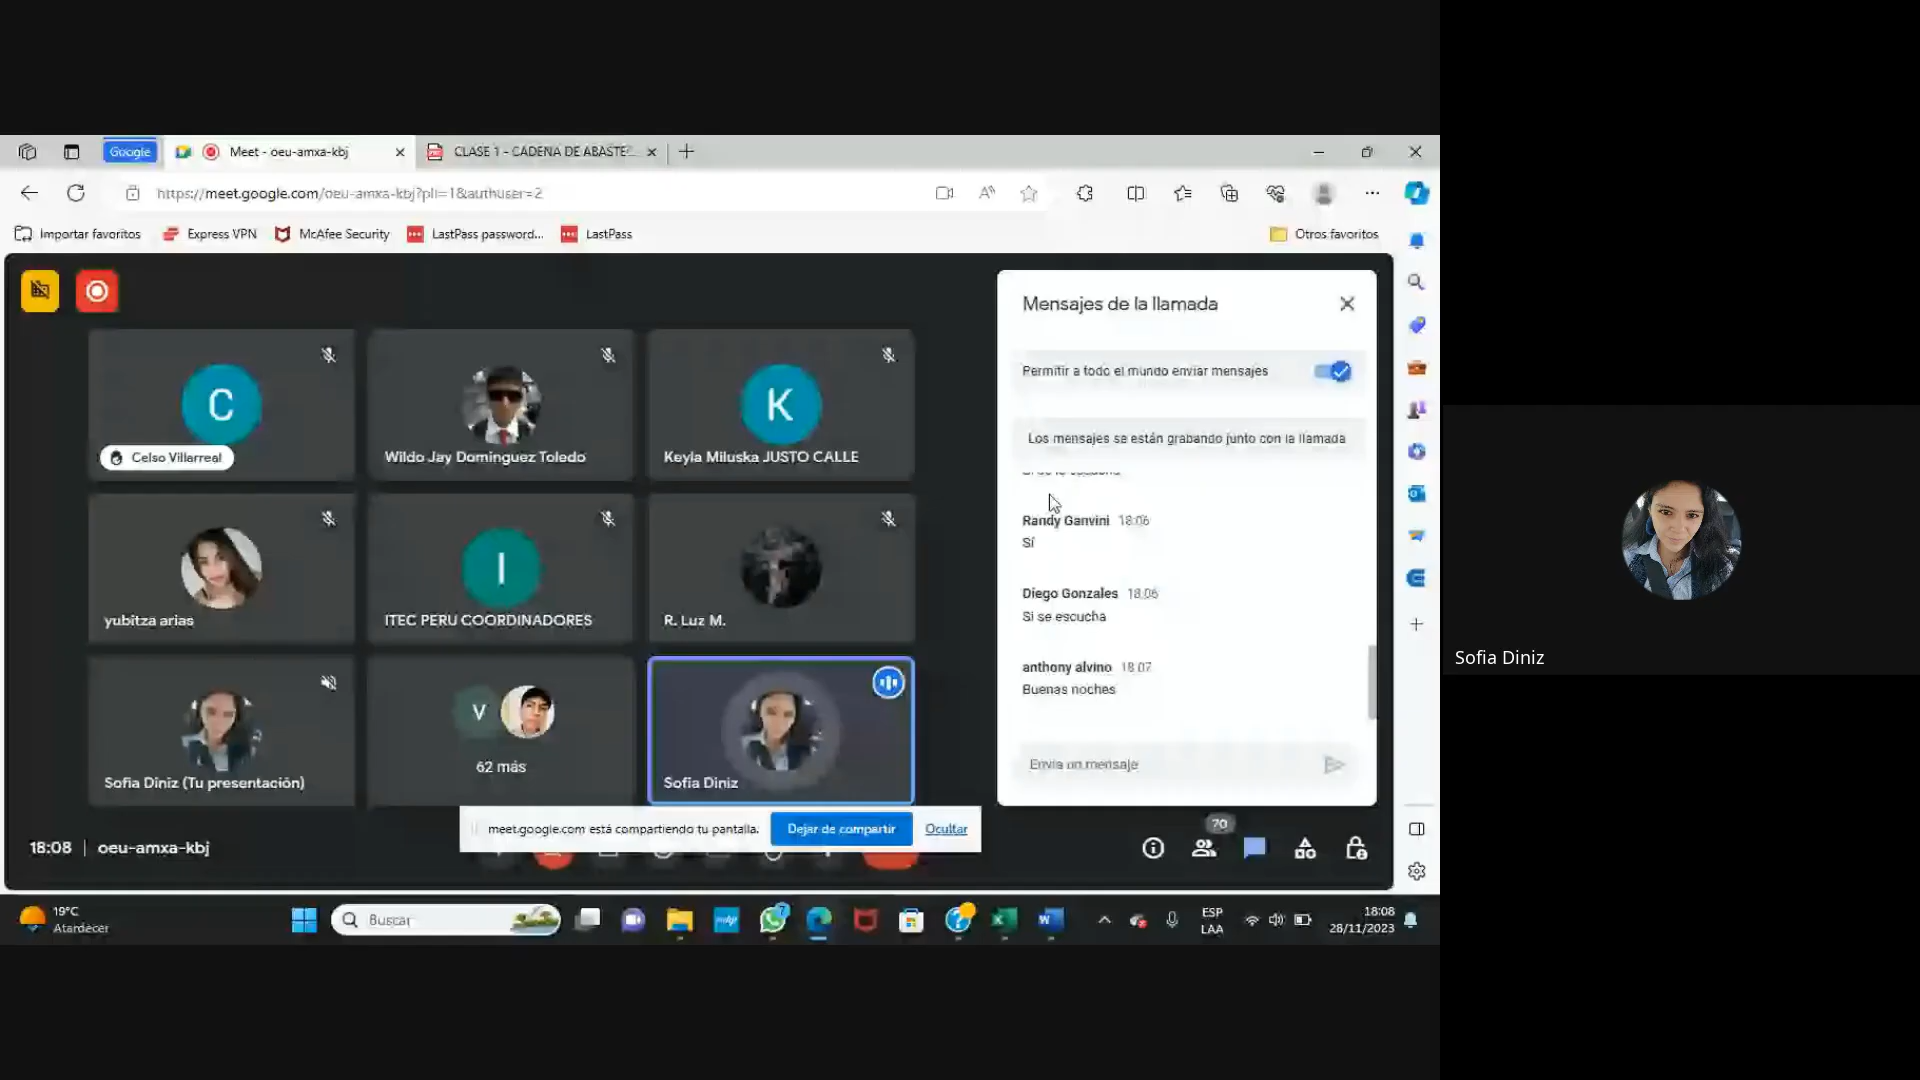 Google
Meet - oeu-amxa-kbj
CLASE 1 - CADENA DE ABASTE
https://meet.google.com/oeu-amxa-kbj?pli=1&authuser=2
Importar favoritos
Express VPN
McAfee Security
LastPass password...
LastPass
Otros favoritos
C
Celso Villarreal
Wildo Jay Dominguez Toledo
K
Keyla Miluska JUSTO CALLE
yubitza arias
I
ITEC PERU COORDINADORES
R. Luz M.
Sofia Diniz (Tu presentación)
V
62 más
Sofia Diniz
Mensajes de la llamada
Permitir a todo el mundo enviar mensajes
Los mensajes se están grabando junto con la llamada
Randy Ganvini 18:06
Sí
Diego Gonzales 18:06
Si se escucha
anthony alvino 18:07
Buenas noches
Envía un mensaje
meet.google.com está compartiendo tu pantalla.
Dejar de compartir
Ocultar
18:08
oeu-amxa-kbj
70
19°C
Atardecer
Buscar
ESP
LAA
18:08
28/11/2023
Sofia Diniz